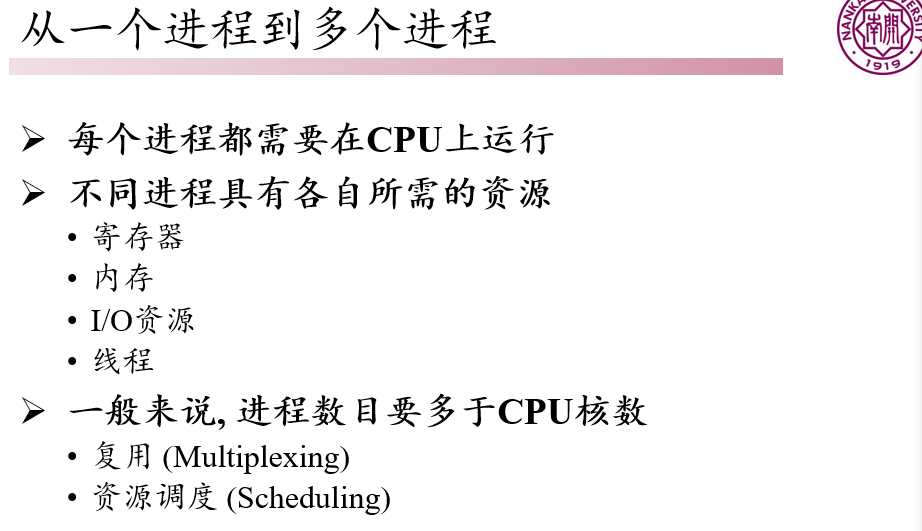 从一个进程到多个进程
NANKAI UNIVERSITY
南開
1919
➢ 每个进程都需要在CPU上运行
➢ 不同进程具有各自所需的资源
• 寄存器
• 内存
• I/O资源
• 线程
➢ 一般来说, 进程数目要多于CPU核数
• 复用 (Multiplexing)
• 资源调度 (Scheduling)